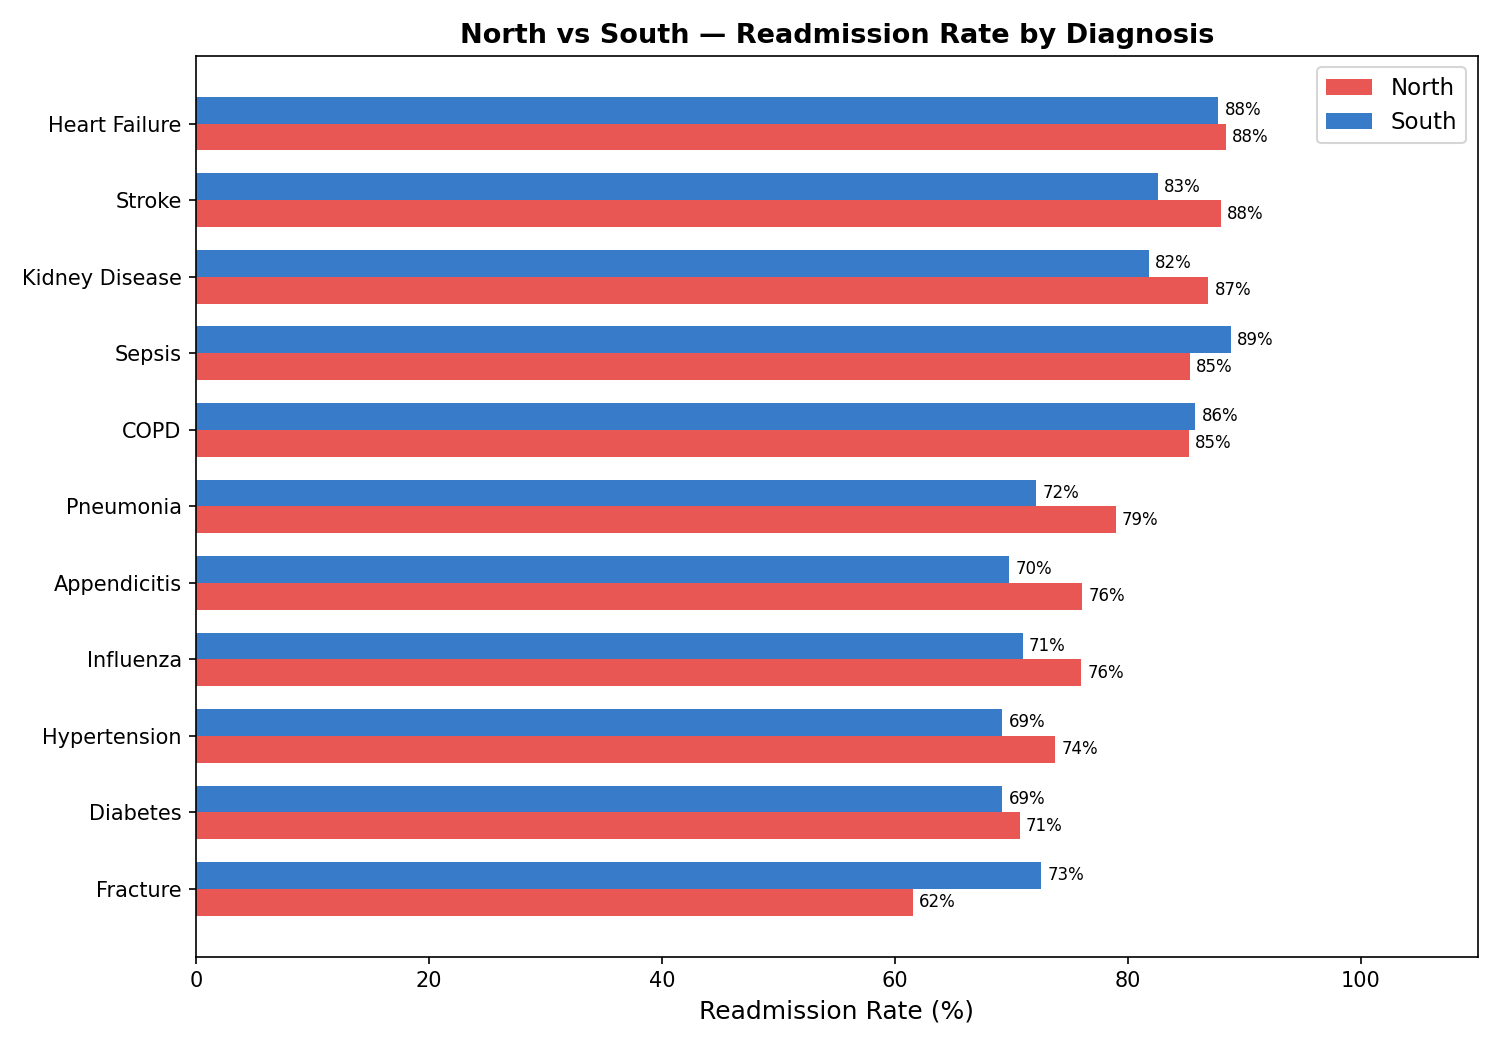 North vs South — Readmission Rate by Diagnosis
North
South
Heart Failure
88%
88%
Stroke
83%
88%
Kidney Disease
82%
87%
Sepsis
89%
85%
COPD
86%
85%
Pneumonia
72%
79%
Appendicitis
70%
76%
Influenza
71%
76%
Hypertension
69%
74%
Diabetes
69%
71%
Fracture
73%
62%
0 20 40 60 80 100
Readmission Rate (%)